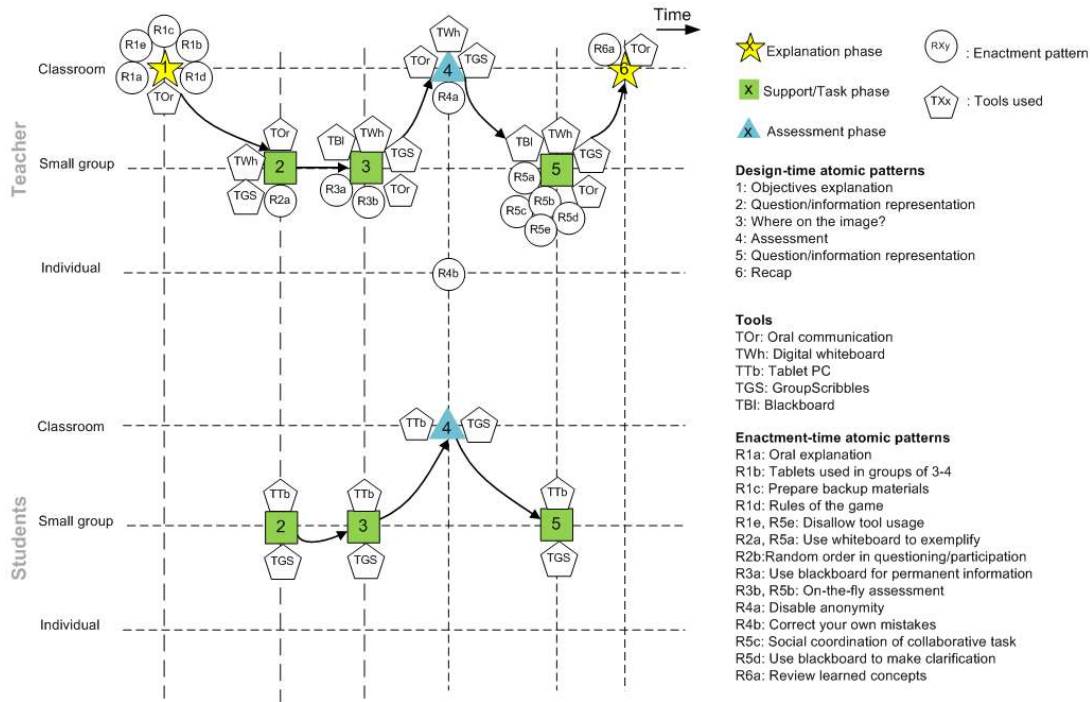 Time
R1c
R1e
R1b
R1a
1
R1d
TOr
Classroom
TWh
TOr
TGS
4
R4a
R6a
TOr
6
Teacher
Small group
TOr
TWh
2
TGS
R2a
TBl
TWh
3
TGS
R3a
R3b
TOr
TBl
TWh
5
TGS
R5a
TOr
R5b
R5c
R5d
R5e
Individual
R4b
Students
Classroom
TTb
4
TGS
Small group
TTb
2
TGS
TTb
3
TGS
TTb
5
TGS
Individual
X Explanation phase
X Support/Task phase
X Assessment phase
RXy : Enactment pattern
TXx : Tools used
Design-time atomic patterns
1: Objectives explanation
2: Question/information representation
3: Where on the image?
4: Assessment
5: Question/information representation
6: Recap
Tools
TOr: Oral communication
TWh: Digital whiteboard
TTb: Tablet PC
TGS: GroupScribbles
TBl: Blackboard
Enactment-time atomic patterns
R1a: Oral explanation
R1b: Tablets used in groups of 3-4
R1c: Prepare backup materials
R1d: Rules of the game
R1e, R5e: Disallow tool usage
R2a, R5a: Use whiteboard to exemplify
R2b:Random order in questioning/participation
R3a: Use blackboard for permanent information
R3b, R5b: On-the-fly assessment
R4a: Disable anonymity
R4b: Correct your own mistakes
R5c: Social coordination of collaborative task
R5d: Use blackboard to make clarification
R6a: Review learned concepts